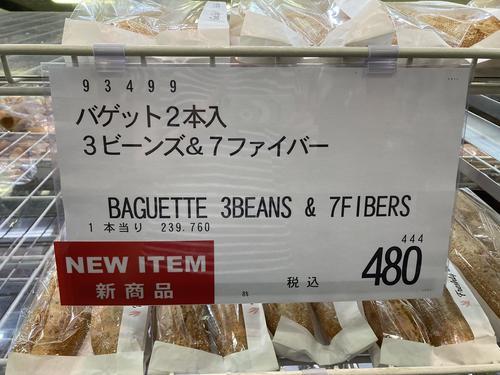 93499
バゲット2本入
3ビーンズ&7ファイバー
BAGUETTE 3BEANS & 7FIBERS
1本当り 239.760
444
NEW ITEM
新商品
税込 480